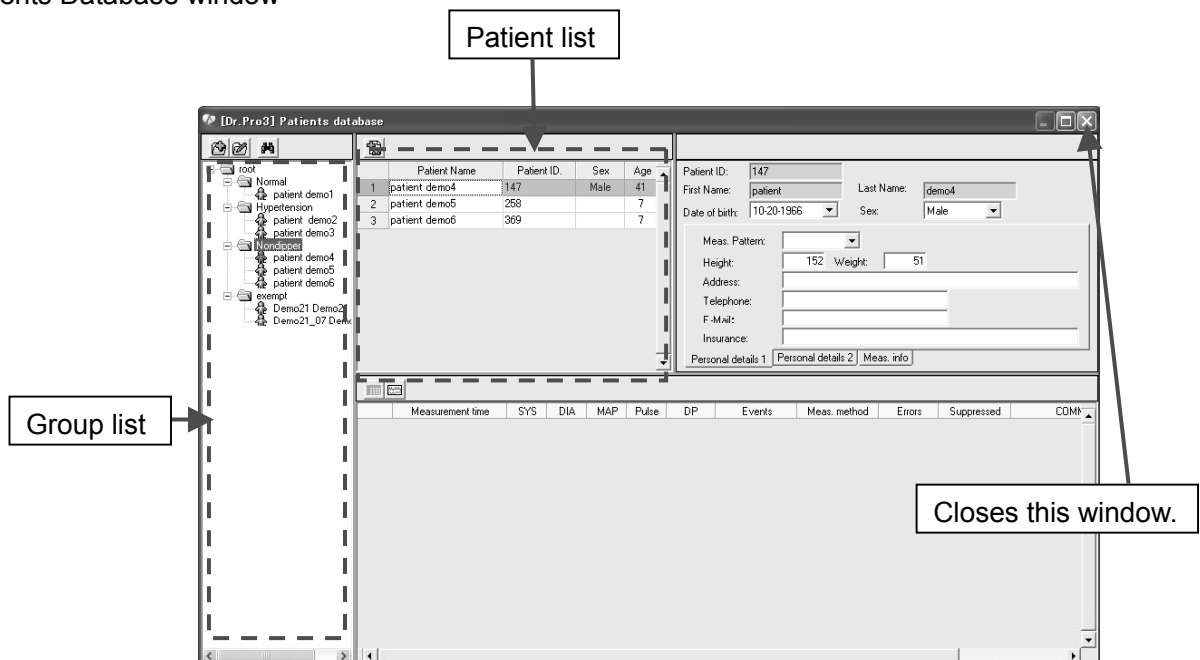 ents Database window
Patient list
[Dr.Pro3] Patients database
root
Normal
patient demo1
Hypertension
patient demo2
patient demo3
Nondipper
patient demo4
patient demo5
patient demo6
exempt
Demo21 Demo2
Demo21_07 Demo
Patient Name Patient ID. Sex Age
1 patient demo4 147 Male 41
2 patient demo5 258 7
3 patient demo6 369 7
Patient ID: 147
First Name: patient Last Name: demo4
Date of birth: 10-20-1966 Sex: Male
Meas. Pattern:
Height: 152 Weight: 51
Address:
Telephone:
E-Mail:
Insurance:
Personal details 1 Personal details 2 Meas. info
Measurement time SYS DIA MAP Pulse DP Events Meas. method Errors Suppressed COMM
Group list
Closes this window.